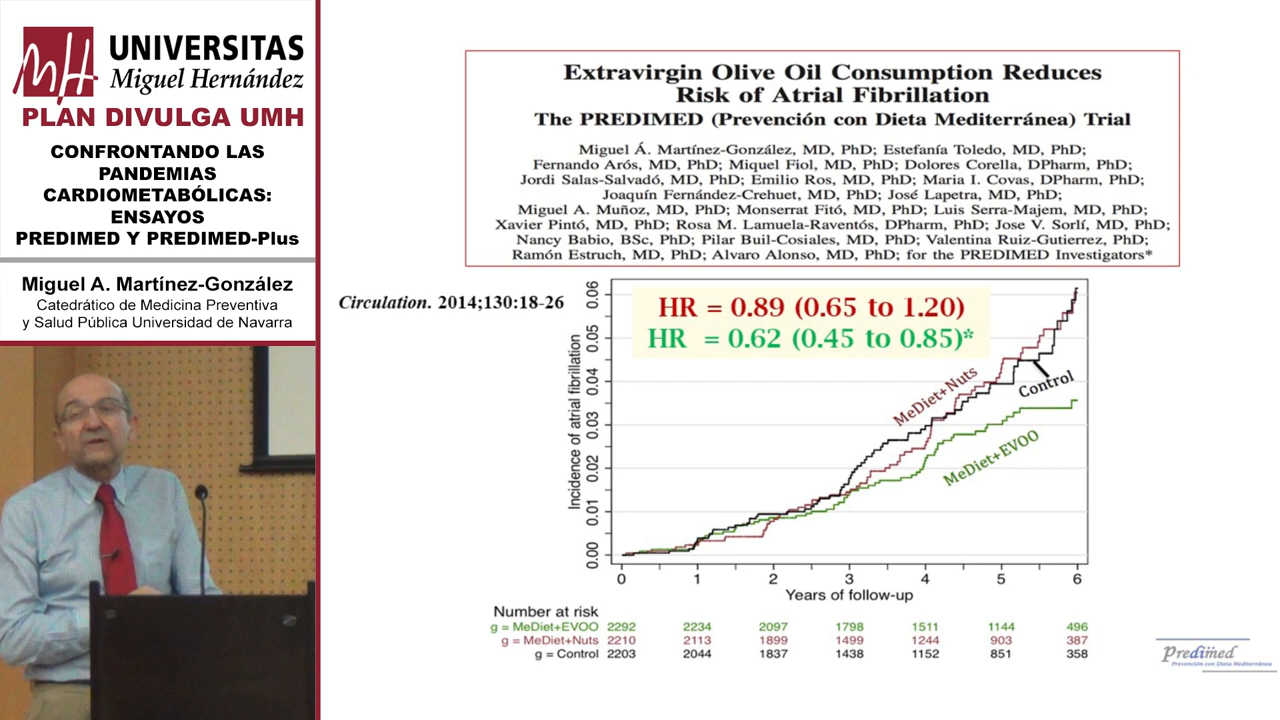 UNIVERSITAS
Miguel Hernández
PLAN DIVULGA UMH
CONFRONTANDO LAS
PANDEMIAS
CARDIOMETABÓLICAS:
ENSAYOS
PREDIMED Y PREDIMED-Plus
Miguel A. Martínez-González
Catedrático de Medicina Preventiva
y Salud Pública Universidad de Navarra
Extravirgin Olive Oil Consumption Reduces
Risk of Atrial Fibrillation
The PREDIMED (Prevención con Dieta Mediterránea) Trial
Miguel Á. Martínez-González, MD, PhD; Estefanía Toledo, MD, PhD;
Fernando Arós, MD, PhD; Miquel Fiol, MD, PhD; Dolores Corella, DPharm, PhD;
Jordi Salas-Salvadó, MD, PhD; Emilio Ros, MD, PhD; Maria I. Covas, DPharm, PhD;
Joaquín Fernández-Crehuet, MD, PhD; José Lapetra, MD, PhD;
Miguel A. Muñoz, MD, PhD; Monserrat Fitó, MD, PhD; Luis Serra-Majem, MD, PhD;
Xavier Pintó, MD, PhD; Rosa M. Lamuela-Raventós, DPharm, PhD; Jose V. Sorlí, MD, PhD;
Nancy Babio, BSc, PhD; Pilar Buil-Cosiales, MD, PhD; Valentina Ruiz-Gutierrez, PhD;
Ramón Estruch, MD, PhD; Alvaro Alonso, MD, PhD; for the PREDIMED Investigators*
Circulation. 2014;130:18-26
HR = 0.89 (0.65 to 1.20)
HR = 0.62 (0.45 to 0.85)*
Incidence of atrial fibrillation
0.06
0.05
0.04
0.03
0.02
0.01
0.00
MeDiet+Nuts
Control
MeDiet+EVOO
0 1 2 3 4 5 6
Years of follow-up
Number at risk
g = MeDiet+EVOO 2292 2234 2097 1798 1511 1144 496
g = MeDiet+Nuts 2210 2113 1899 1499 1244 903 387
g = Control 2203 2044 1837 1438 1152 851 358
Predimed
Prevención con Dieta Mediterránea